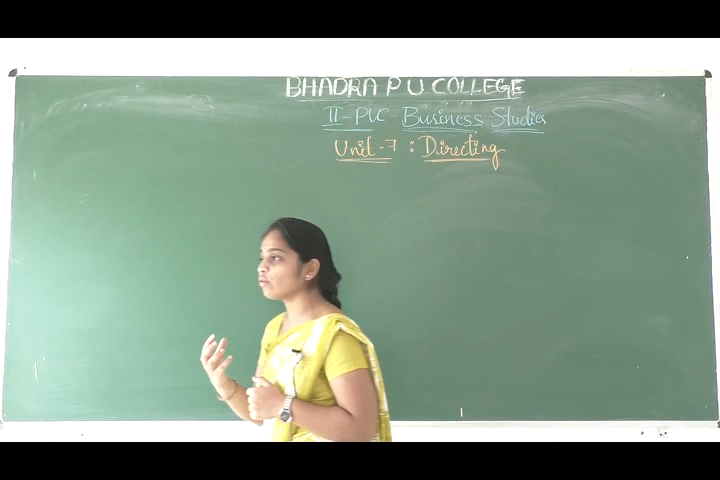 BHADRA P U COLLEGE
II-PUC Business Studies
Unit-7 : Directing